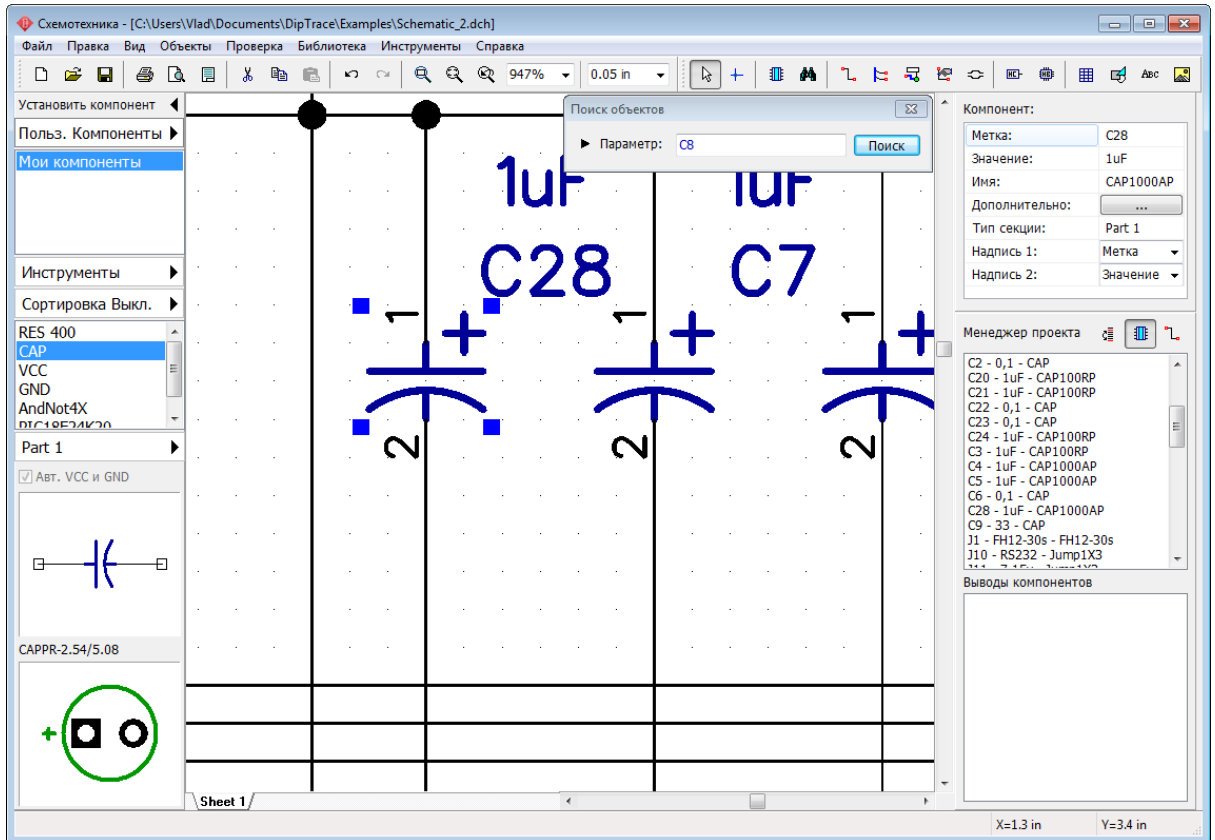 Схемотехника - [C:\Users\Vlad\Documents\DipTrace\Examples\Schematic_2.dch]
Файл Правка Вид Объекты Проверка Библиотека Инструменты Справка
947% 0.05 in ABC
Установить компонент
Польз. Компоненты
Мои компоненты
Инструменты
Сортировка Выкл.
RES 400
CAP
VCC
GND
AndNot4X
PIC18F24K20
Part 1
Авт. VCC и GND
CAPPR-2.54/5.08
Поиск объектов
Параметр: C8 Поиск
1uF 1uF
C28 C7
1 1 1
2 2 2
Sheet 1
Компонент:
Метка: C28
Значение: 1uF
Имя: CAP1000AP
Дополнительно: ...
Тип секции: Part 1
Надпись 1: Метка
Надпись 2: Значение
Менеджер проекта
C2 - 0,1 - CAP
C20 - 1uF - CAP100RP
C21 - 1uF - CAP100RP
C22 - 0,1 - CAP
C23 - 0,1 - CAP
C24 - 1uF - CAP100RP
C3 - 1uF - CAP100RP
C4 - 1uF - CAP1000AP
C5 - 1uF - CAP1000AP
C6 - 0,1 - CAP
C28 - 1uF - CAP1000AP
C9 - 33 - CAP
J1 - FH12-30s - FH12-30s
J10 - RS232 - Jump1X3
Выводы компонентов
X=1.3 in Y=3.4 in